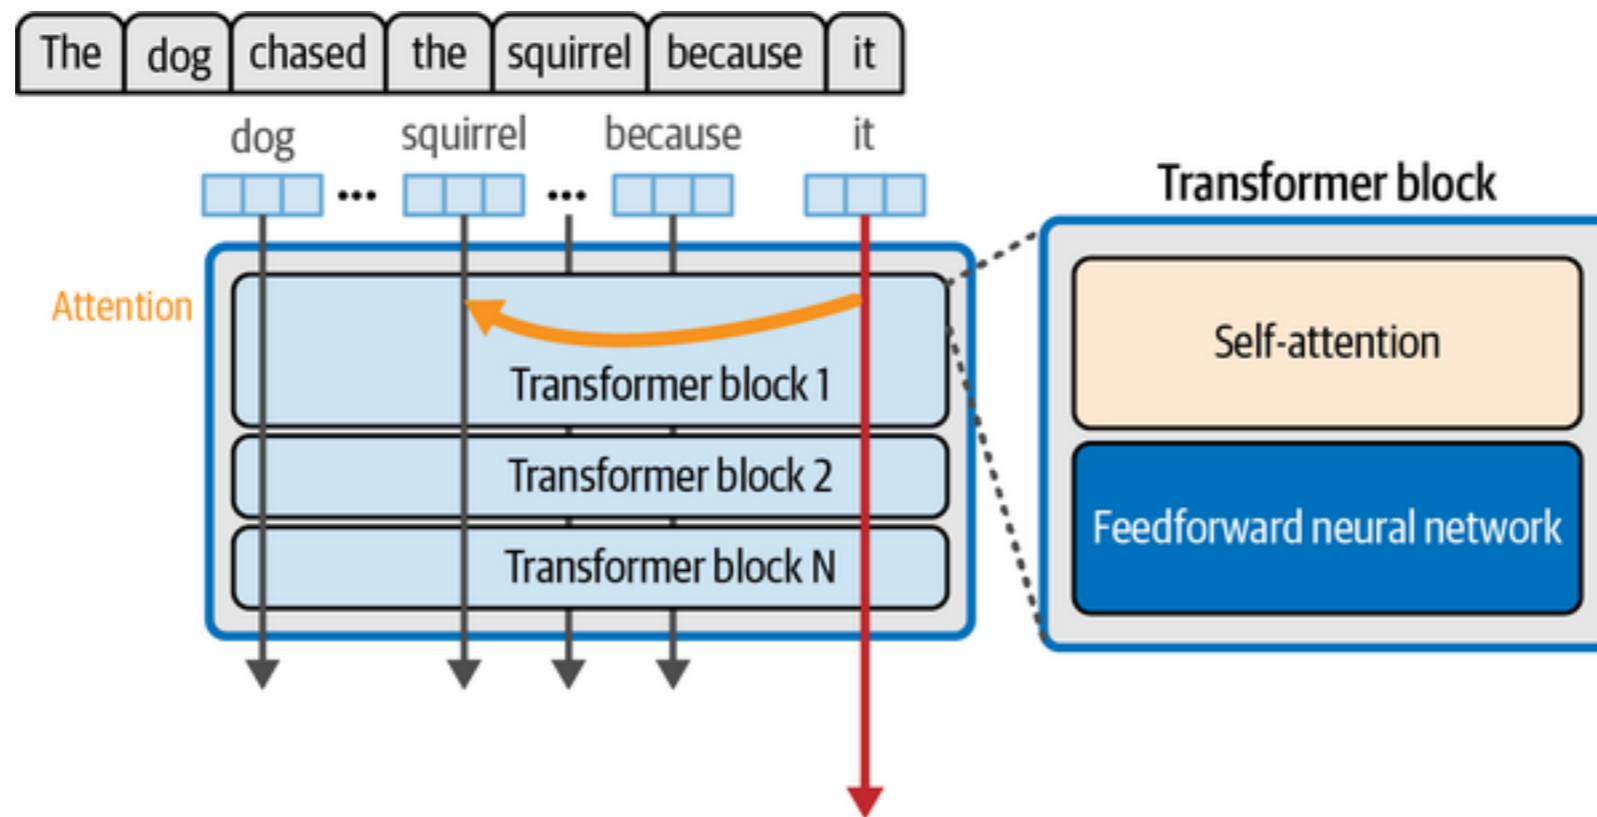 The dog chased the squirrel because it
dog squirrel because it
... ...
Transformer block
Attention
Self-attention
Transformer block 1
Transformer block 2
Feedforward neural network
Transformer block N